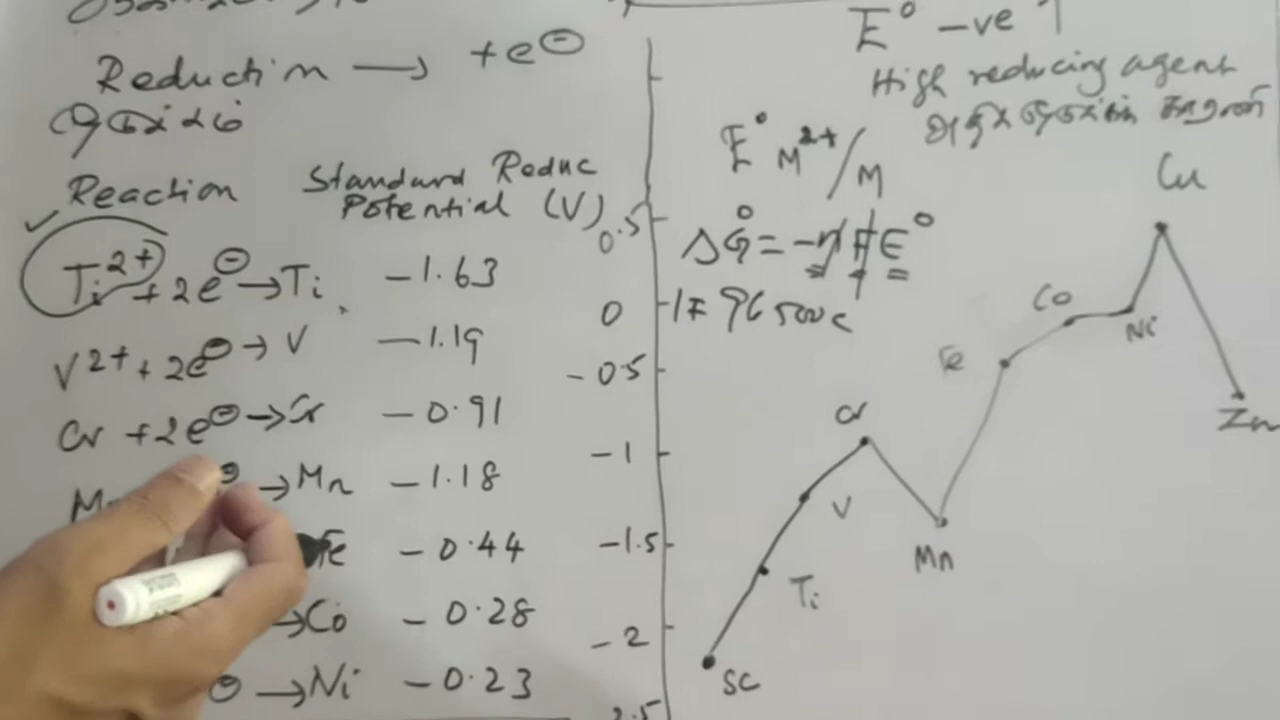 Reduction → +e⊖
Reaction Standard Reduc
Potential (V)
✓ Ti²⁺ + 2e⊖ → Ti -1.63
V²⁺ + 2e⊖ → V -1.19
Cr + 2e⊖ → Cr -0.91
→ Mn -1.18
Fe -0.44
→ Co -0.28
⊖ → Ni -0.23
E° -ve ↑
High reducing agent
E° M²⁺/M
ΔG° = -nFE°
1F 96500c
0.5
0
-0.5
-1
-1.5
-2
Cu
Co
Ni
Fe
Zn
Cr
V
Mn
Ti
Sc